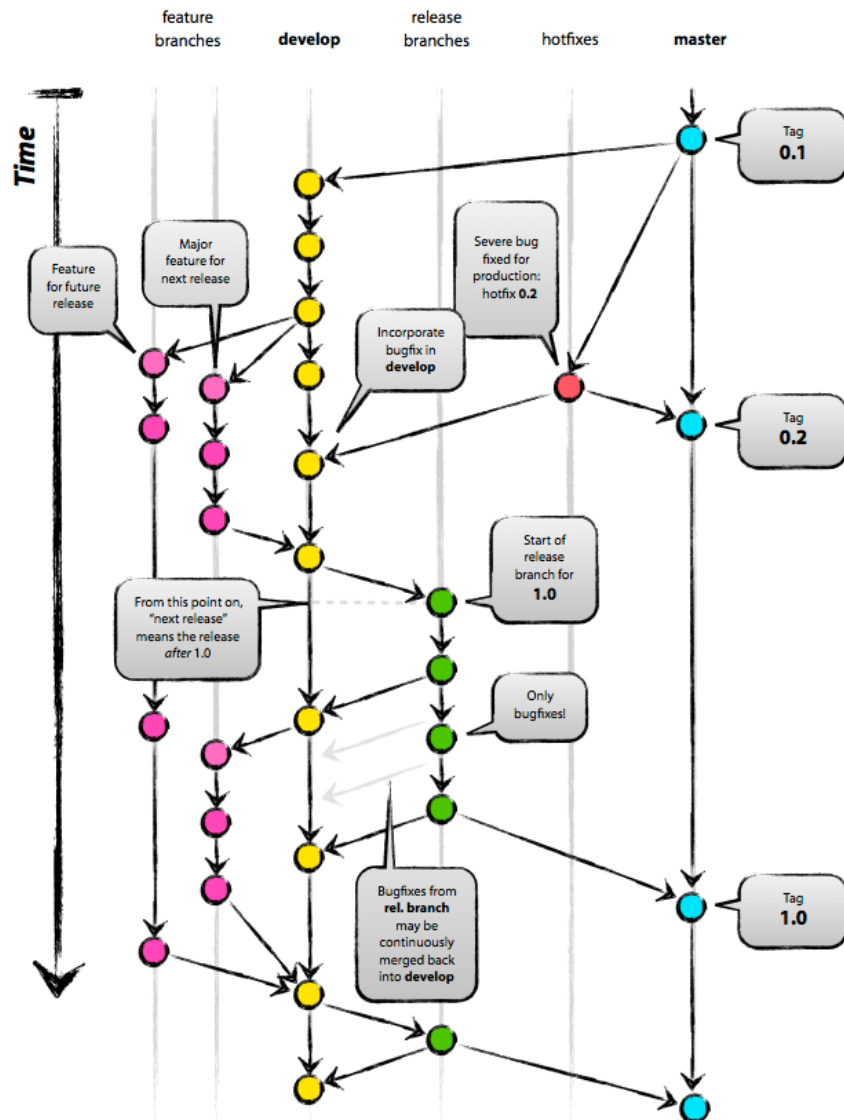 feature
branches
develop
release
branches
hotfixes
master
Time
Tag
0.1
Major
feature for
next release
Severe bug
fixed for
production:
hotfix 0.2
Feature
for future
release
Incorporate
bugfix in
develop
Tag
0.2
Start of
release
branch for
1.0
From this point on,
“next release”
means the release
after 1.0
Only
bugfixes!
Bugfixes from
rel. branch
may be
continuously
merged back
into develop
Tag
1.0